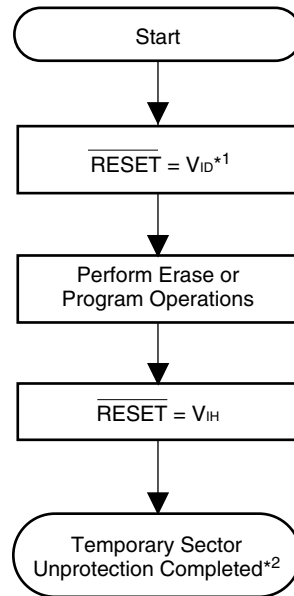 Start
RESET = VID*1
Perform Erase or
Program Operations
RESET = VIH
Temporary Sector
Unprotection Completed*2